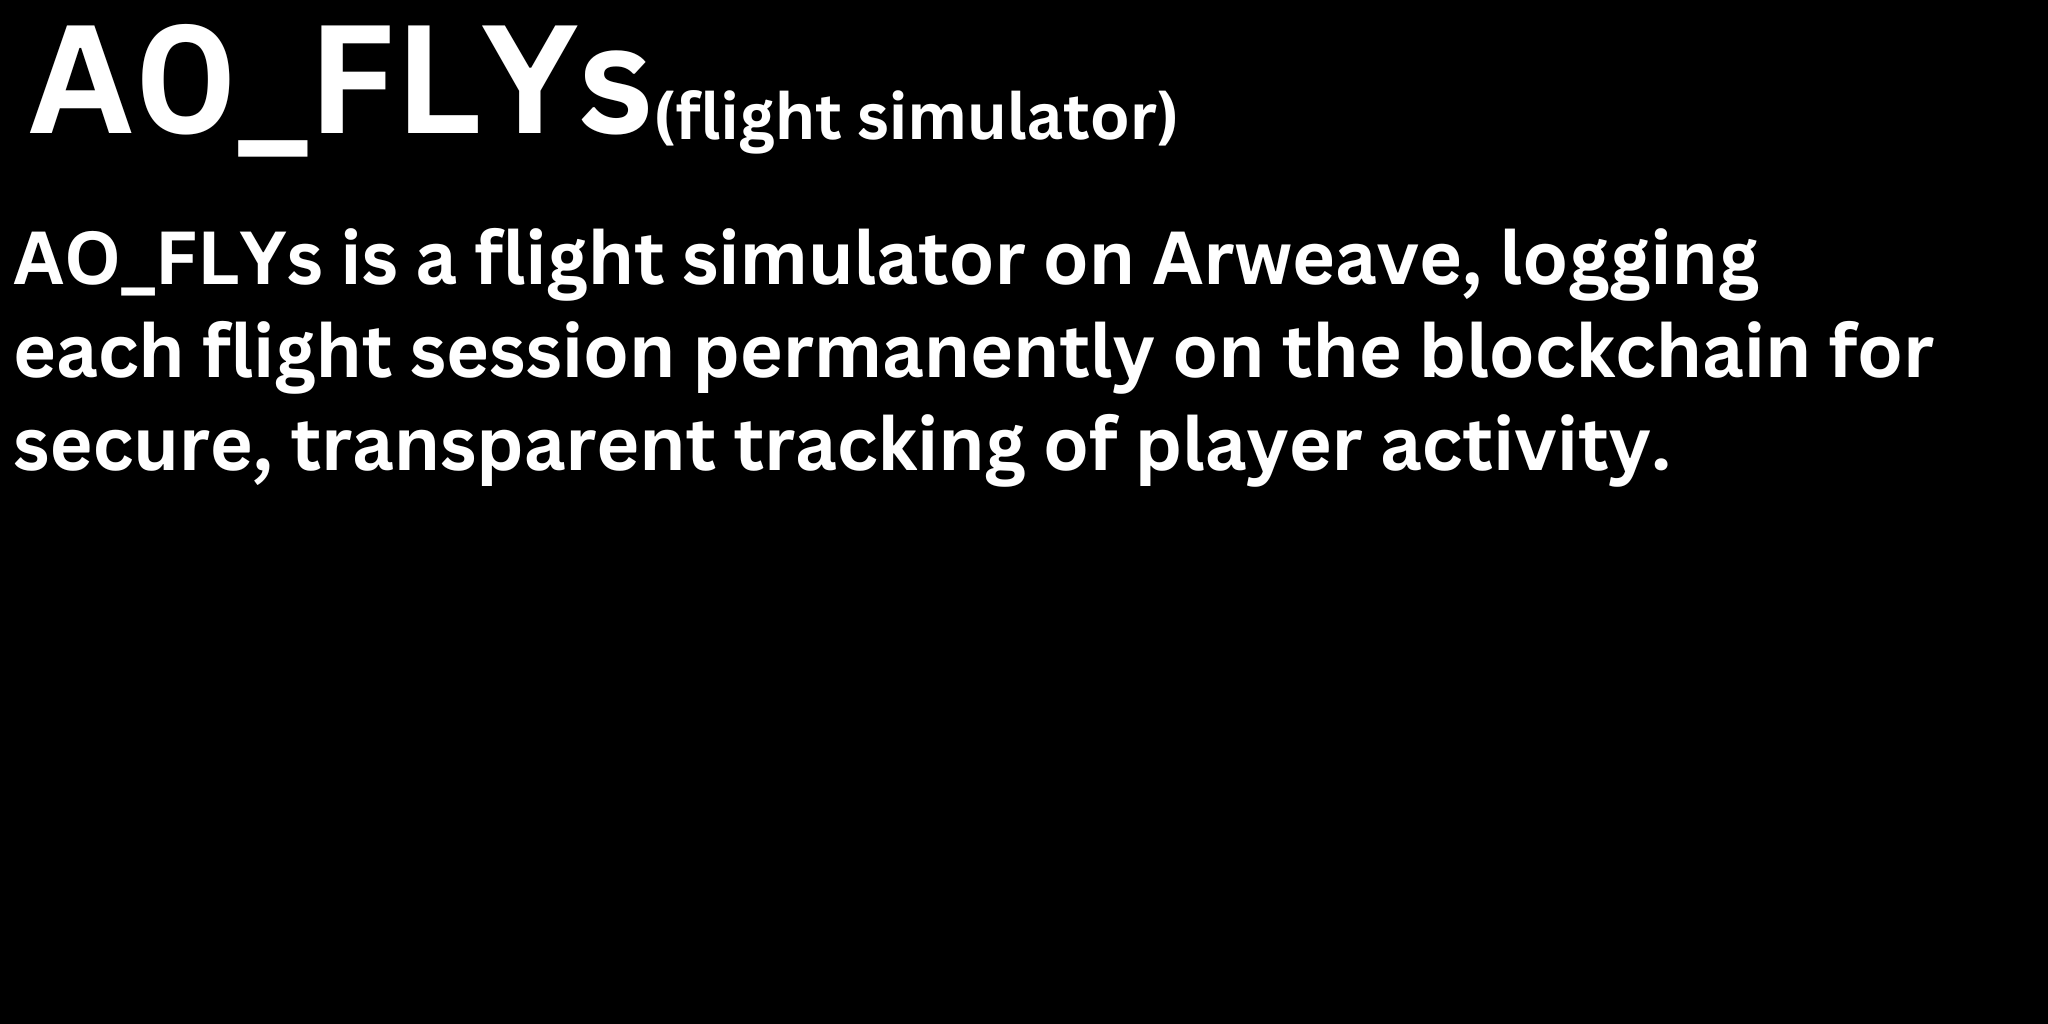 A0_FLYs(flight simulator)
AO_FLYs is a flight simulator on Arweave, logging
each flight session permanently on the blockchain for
secure, transparent tracking of player activity.